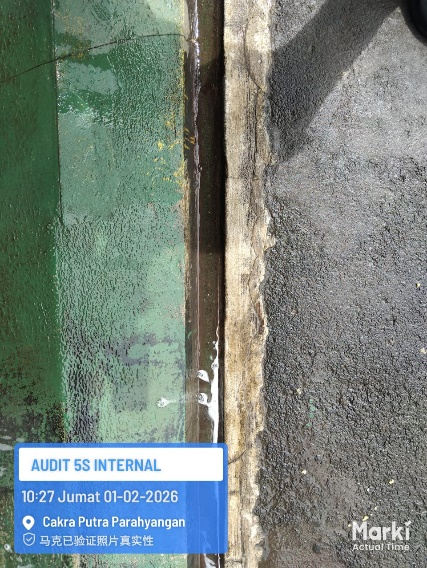 AUDIT 5S INTERNAL
10:27 Jumat 01-02-2026
Cakra Putra Parahyangan
马克已验证照片真实性
Marki
Actual Time